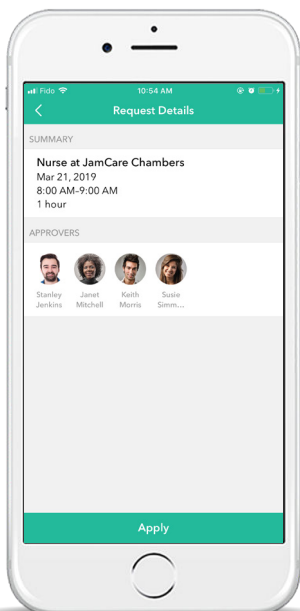 Fido 10:54 AM
Request Details
SUMMARY
Nurse at JamCare Chambers
Mar 21, 2019
8:00 AM–9:00 AM
1 hour
APPROVERS
Stanley Janet Keith Susie
Jenkins Mitchell Morris Simm...
Apply